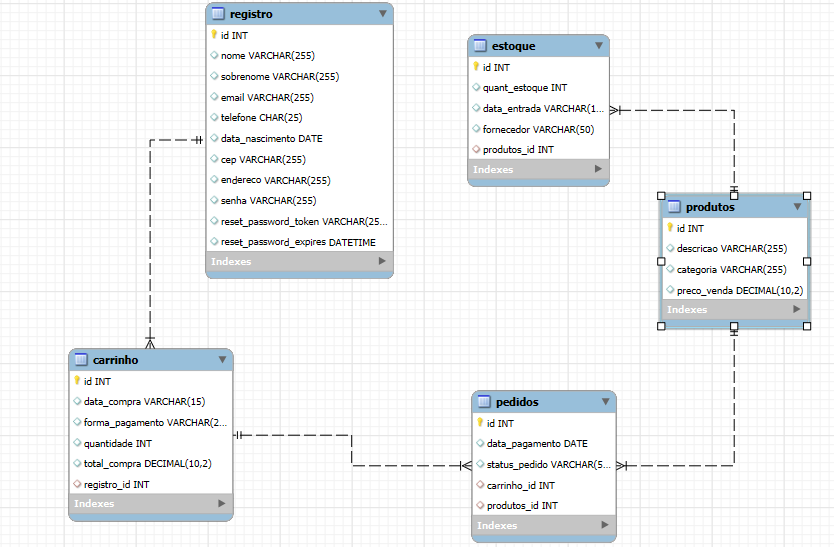 registro
id INT
nome VARCHAR(255)
sobrenome VARCHAR(255)
email VARCHAR(255)
telefone CHAR(25)
data_nascimento DATE
cep VARCHAR(255)
endereco VARCHAR(255)
senha VARCHAR(255)
reset_password_token VARCHAR(25...
reset_password_expires DATETIME
Indexes
estoque
id INT
quant_estoque INT
data_entrada VARCHAR(1...
fornecedor VARCHAR(50)
produtos_id INT
Indexes
produtos
id INT
descricao VARCHAR(255)
categoria VARCHAR(255)
preco_venda DECIMAL(10,2)
Indexes
carrinho
id INT
data_compra VARCHAR(15)
forma_pagamento VARCHAR(2...
quantidade INT
total_compra DECIMAL(10,2)
registro_id INT
Indexes
pedidos
id INT
data_pagamento DATE
status_pedido VARCHAR(5...
carrinho_id INT
produtos_id INT
Indexes